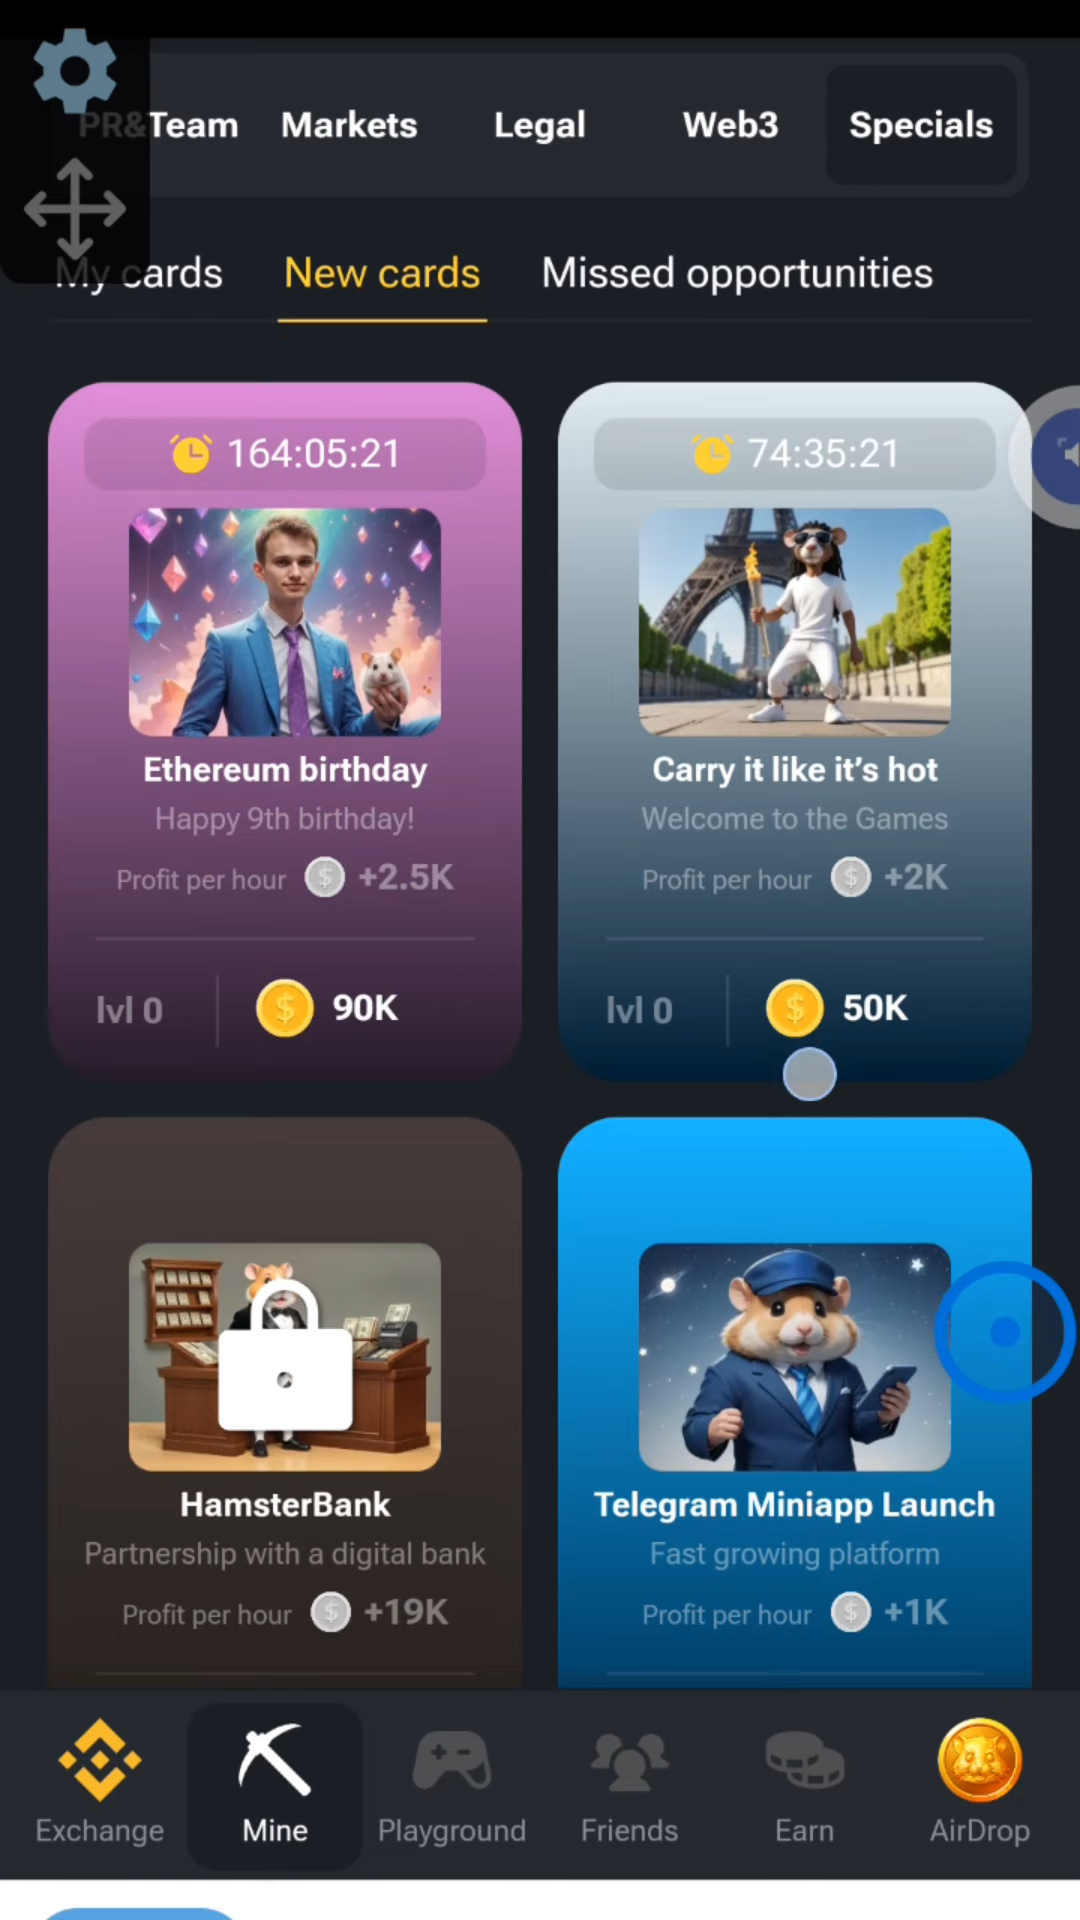 PR&Team Markets Legal Web3 Specials
My cards New cards Missed opportunities
164:05:21
74:35:21
Ethereum birthday
Happy 9th birthday!
Profit per hour $ +2.5K
lvl 0 $ 90K
Carry it like it’s hot
Welcome to the Games
Profit per hour $ +2K
lvl 0 $ 50K
HamsterBank
Partnership with a digital bank
Profit per hour $ +19K
Telegram Miniapp Launch
Fast growing platform
Profit per hour $ +1K
Exchange Mine Playground Friends Earn AirDrop